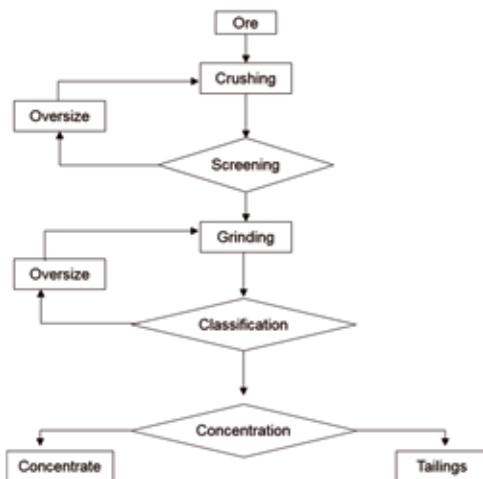 Ore
Crushing
Oversize
Screening
Grinding
Oversize
Classification
Concentration
Concentrate
Tailings